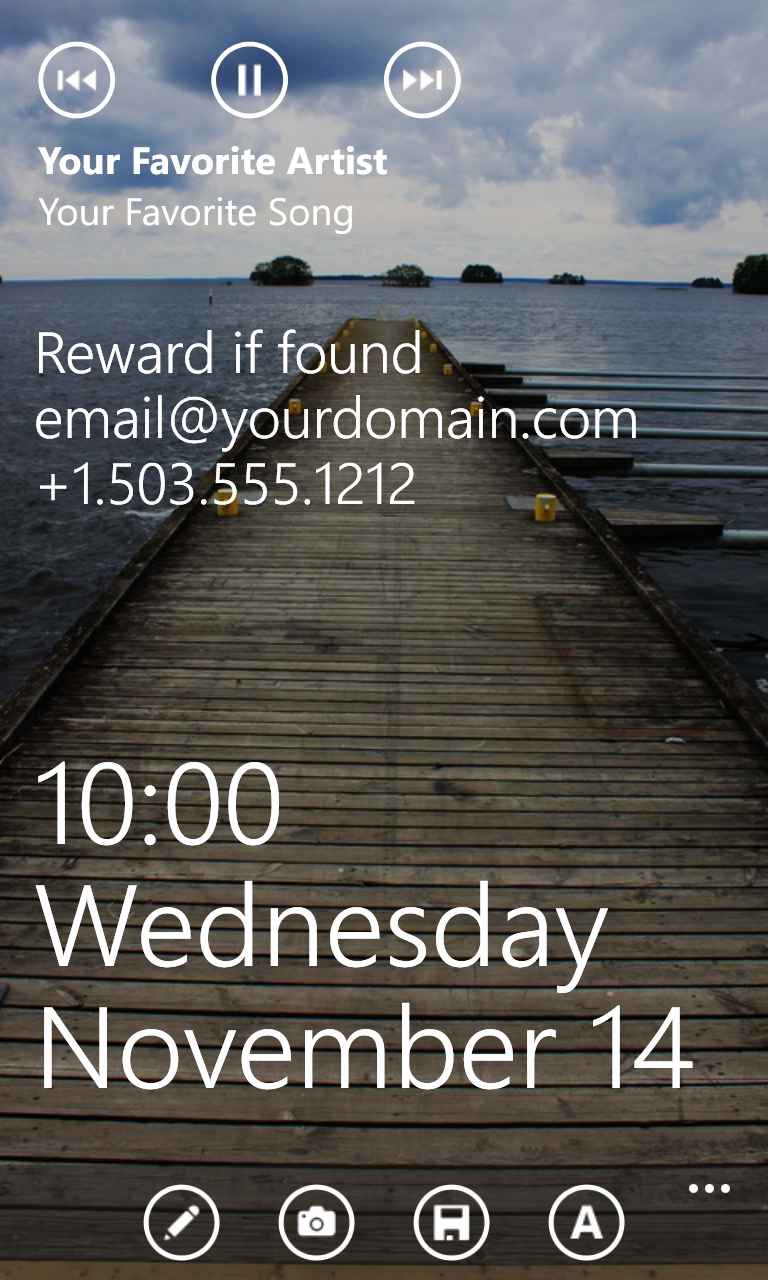 Your Favorite Artist
Your Favorite Song
Reward if found
email@yourdomain.com
+1.503.555.1212
10:00
Wednesday
November 14
A